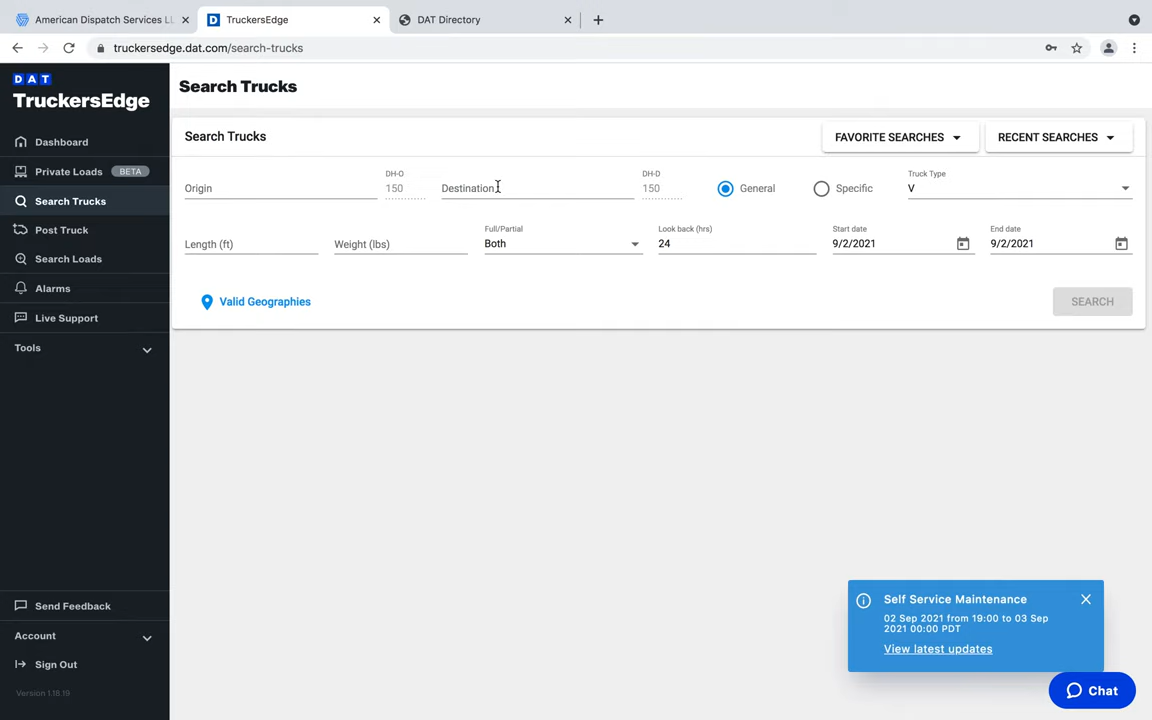 American Dispatch Services LL
TruckersEdge
DAT Directory
truckersedge.dat.com/search-trucks
DAT
TruckersEdge
Dashboard
Private Loads BETA
Search Trucks
Post Truck
Search Loads
Alarms
Live Support
Tools
Send Feedback
Account
Sign Out
Version 1.18.19
Search Trucks
Search Trucks
FAVORITE SEARCHES
RECENT SEARCHES
Origin
DH-O
150
Destination
DH-D
150
General
Specific
Truck Type
V
Length (ft)
Weight (lbs)
Full/Partial
Both
Look back (hrs)
24
Start date
9/2/2021
End date
9/2/2021
Valid Geographies
SEARCH
Self Service Maintenance
02 Sep 2021 from 19:00 to 03 Sep
2021 00:00 PDT
View latest updates
Chat